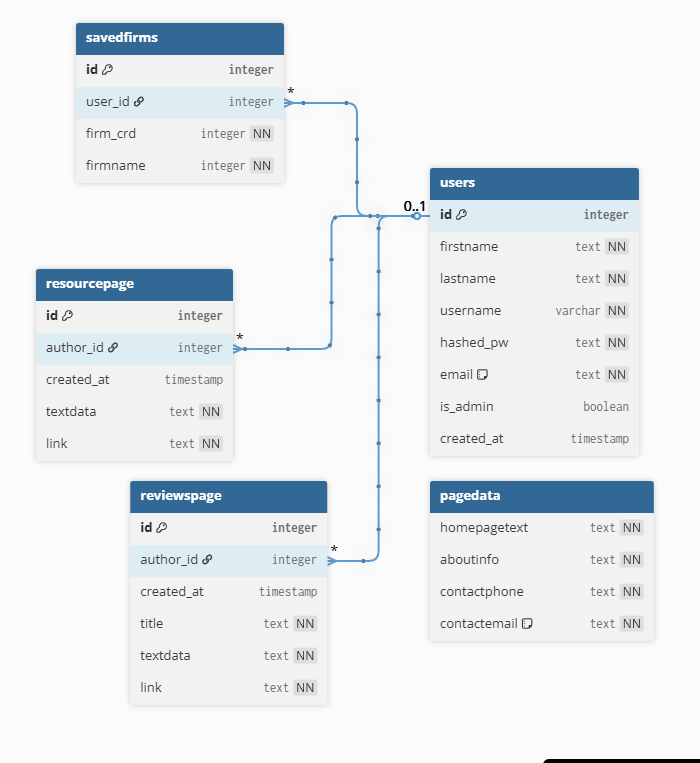 savedfirms
id integer
user_id integer
firm_crd integer NN
firmname integer NN
*
0..1
users
id integer
firstname text NN
lastname text NN
username varchar NN
hashed_pw text NN
email text NN
is_admin boolean
created_at timestamp
resourcepage
id integer
author_id integer
created_at timestamp
textdata text NN
link text NN
*
reviewspage
id integer
author_id integer
created_at timestamp
title text NN
textdata text NN
link text NN
*
pagedata
homepagetext text NN
aboutinfo text NN
contactphone text NN
contactemail text NN